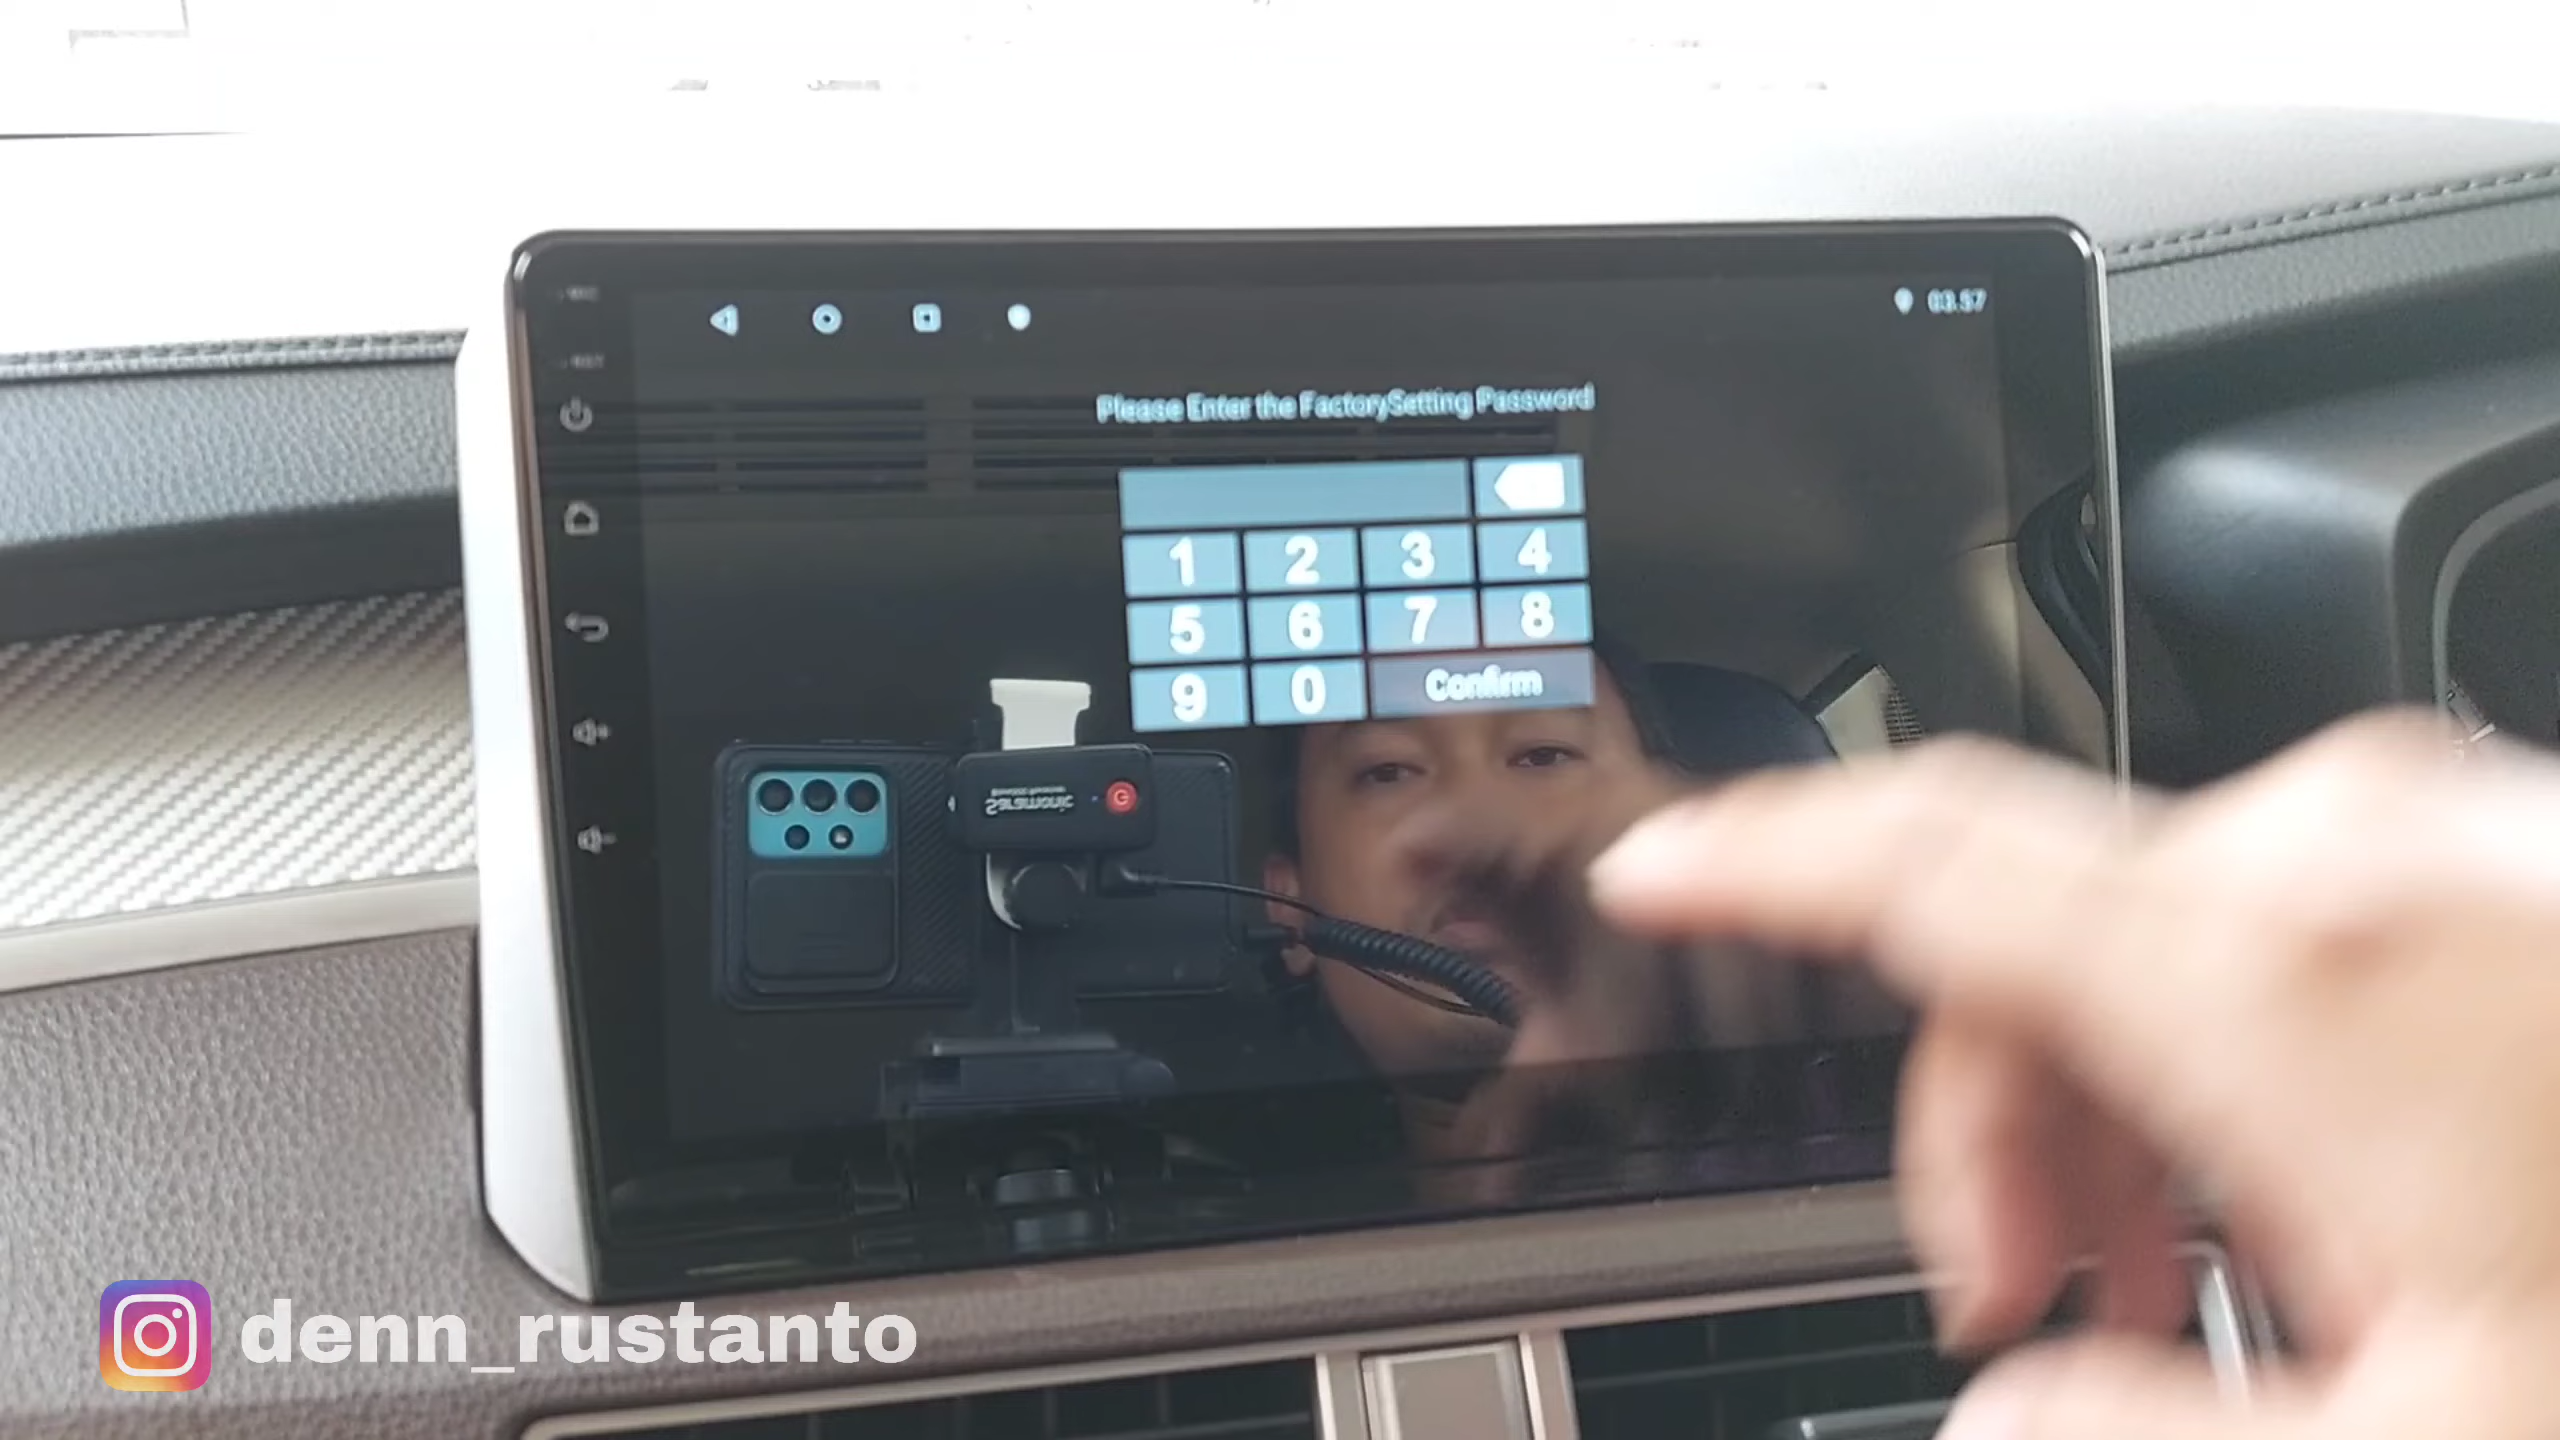 03.57
Please Enter the FactorySetting Password
1 2 3 4
5 6 7 8
9 0 Confirm
Saramonic
denn_rustanto